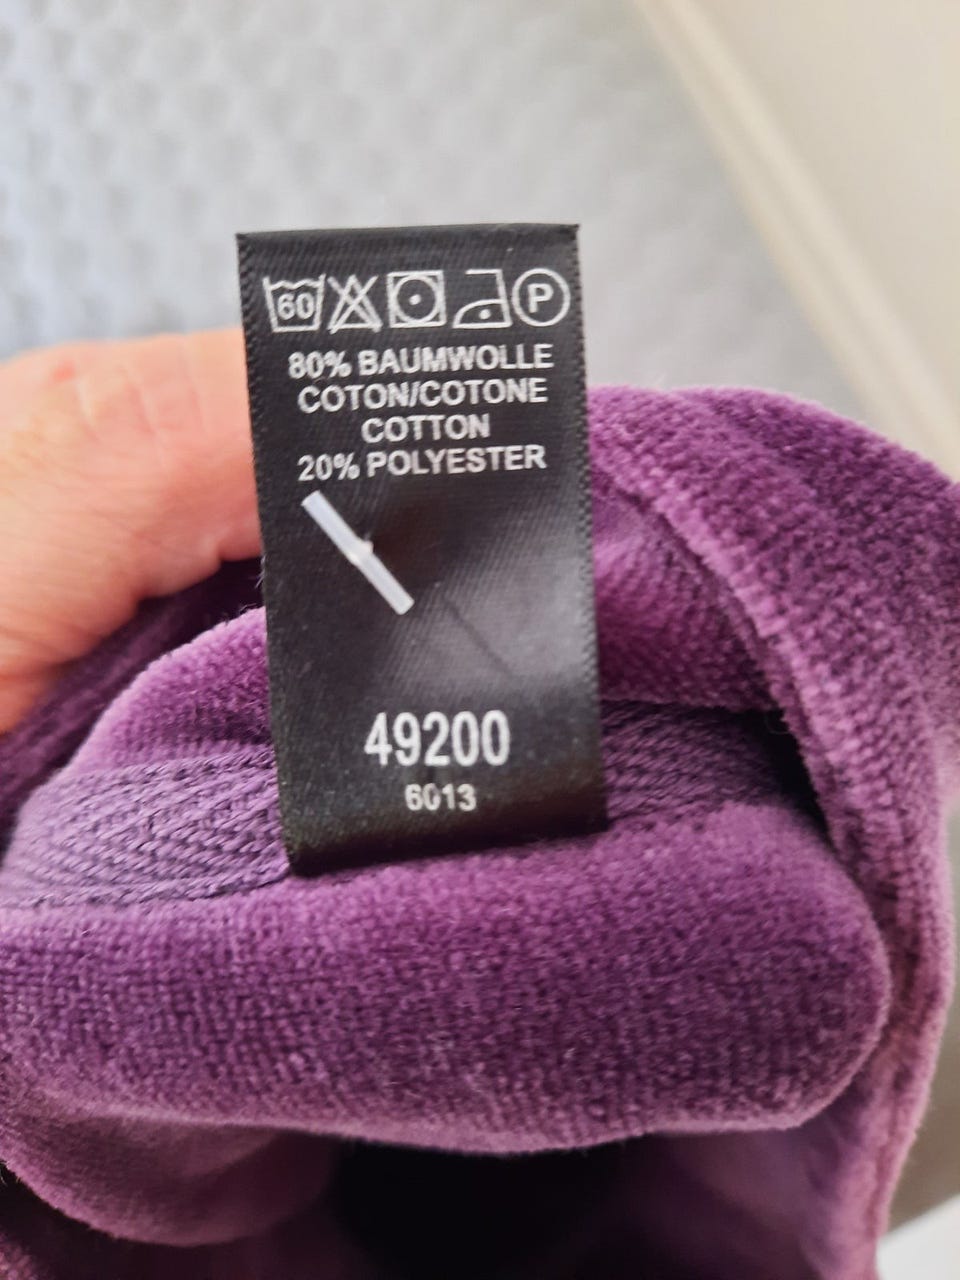 60 P
80% BAUMWOLLE
COTON/COTONE
COTTON
20% POLYESTER
49200
6013